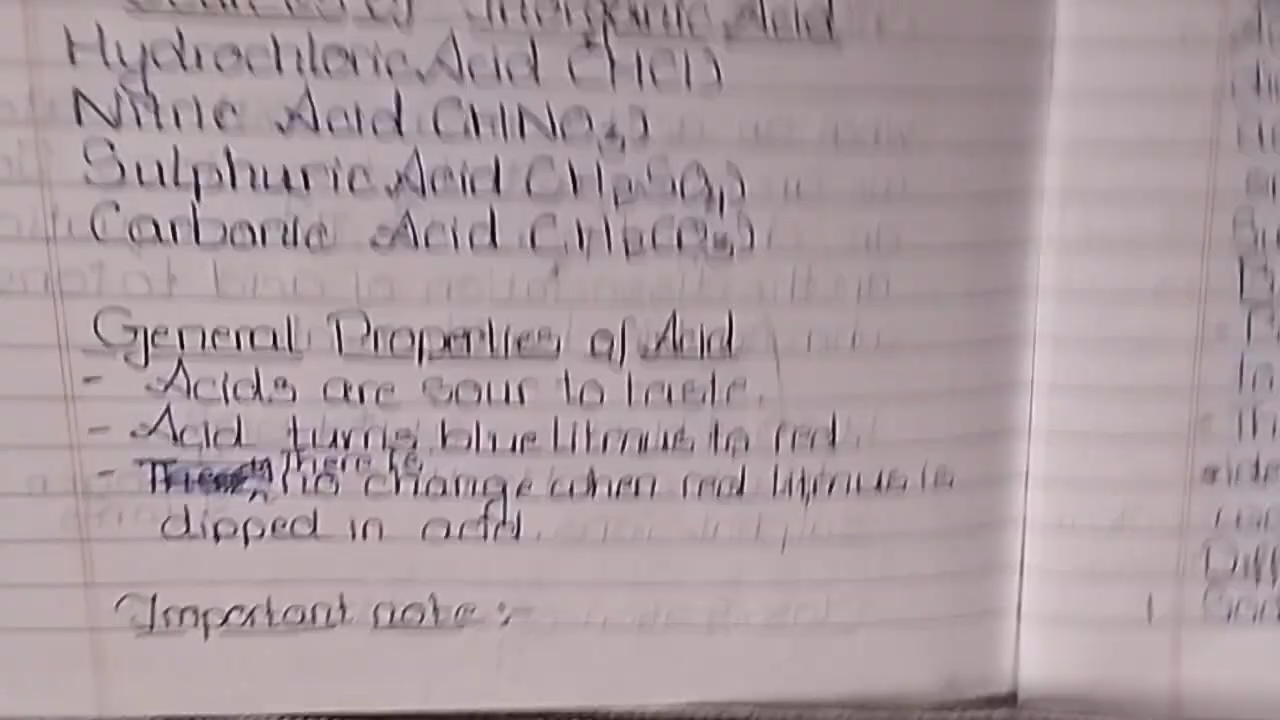 Inorganic Acid
Hydrochloric Acid (HCl)
Nitric Acid (HNO₃)
Sulphuric Acid (H₂SO₄)
Carbonic Acid (H₂CO₃)
General Properties of Acid
- Acids are sour to taste.
- Acid turns blue litmus to red.
- There is no change when red litmus is
dipped in acid.
Important note :-